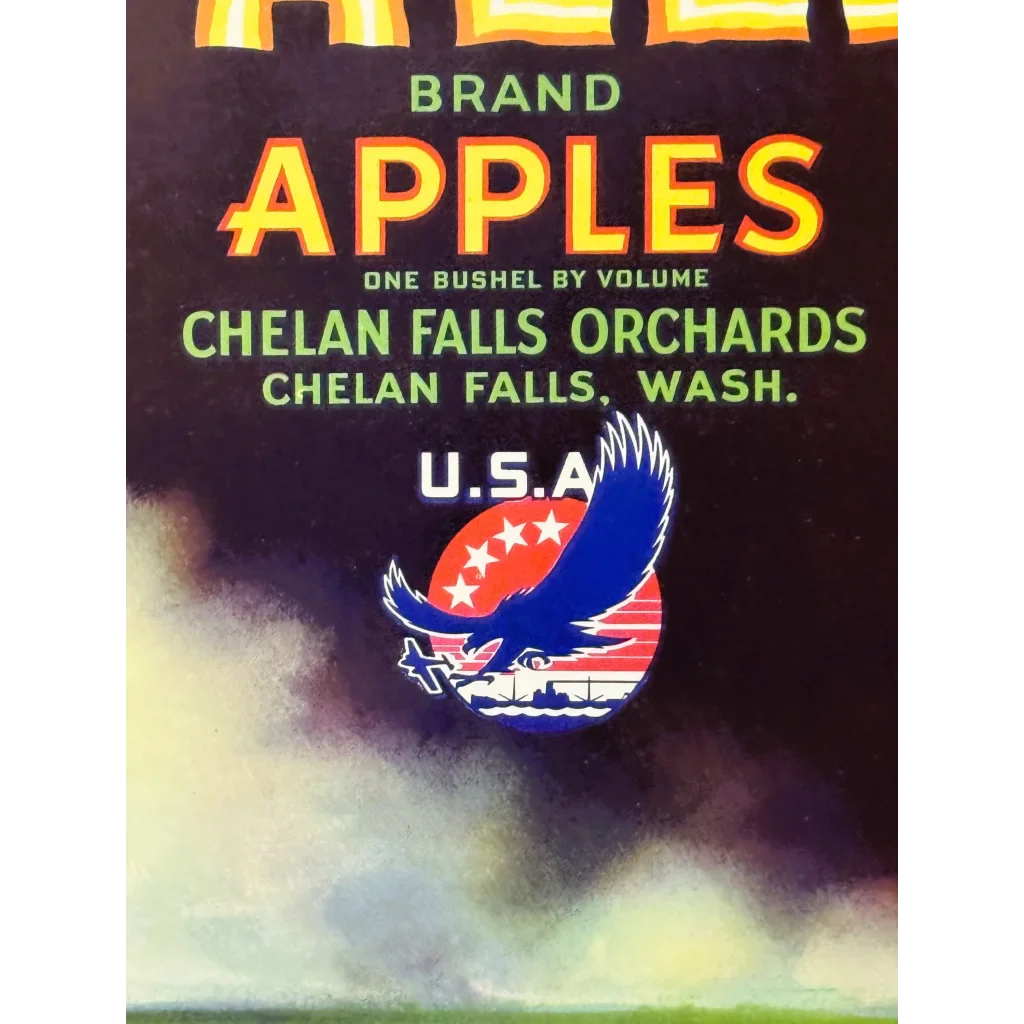 BRAND
APPLES
ONE BUSHEL BY VOLUME
CHELAN FALLS ORCHARDS
CHELAN FALLS, WASH.
U.S.A